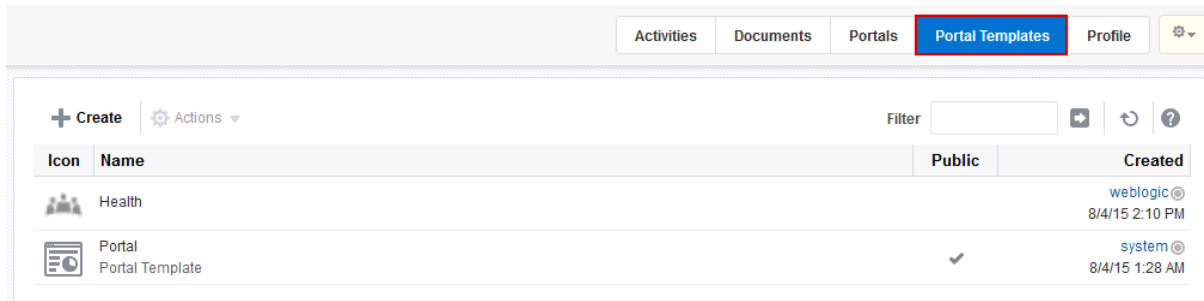 Activities Documents Portals Portal Templates Profile
Create Actions Filter
Icon Name Public Created
Health weblogic
8/4/15 2:10 PM
Portal system
Portal Template 8/4/15 1:28 AM